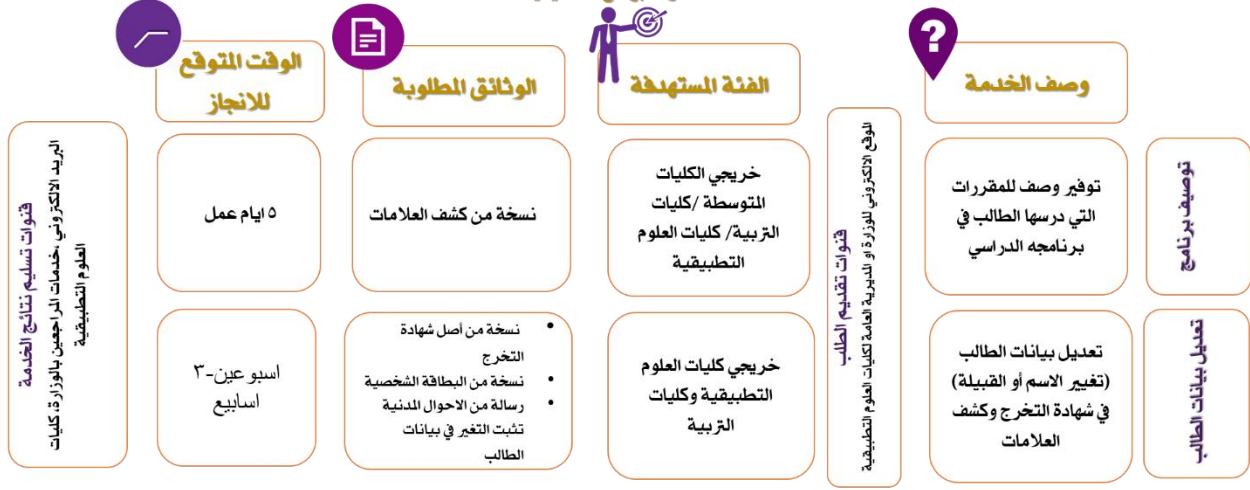 وصف الخدمة
الفئة المستهدفة
الوثائق المطلوبة
الوقت المتوقع
للانجاز
توصيف برنامج
توفير وصف للمقررات
التي درسها الطالب في
برنامجه الدراسي
قنوات تقديم الطلب
الموقع الالكتروني للوزارة او المديرية العامة لكليات العلوم التطبيقية
خريجي الكليات
المتوسطة /كليات
التربية/ كليات العلوم
التطبيقية
نسخة من كشف العلامات
٥ ايام عمل
قنوات تسليم نتائج الخدمة
البريد الالكتروني ،خدمات المراجعين بالوزارة، كليات
العلوم التطبيقية
تعديل بيانات الطالب
تعديل بيانات الطالب
(تغيير الاسم أو القبيلة)
في شهادة التخرج وكشف
العلامات
خريجي كليات العلوم
التطبيقية وكليات
التربية
• نسخة من أصل شهادة
التخرج
• نسخة من البطاقة الشخصية
• رسالة من الاحوال المدنية
تثبت التغير في بيانات
الطالب
اسبوعين-٣
اسابيع